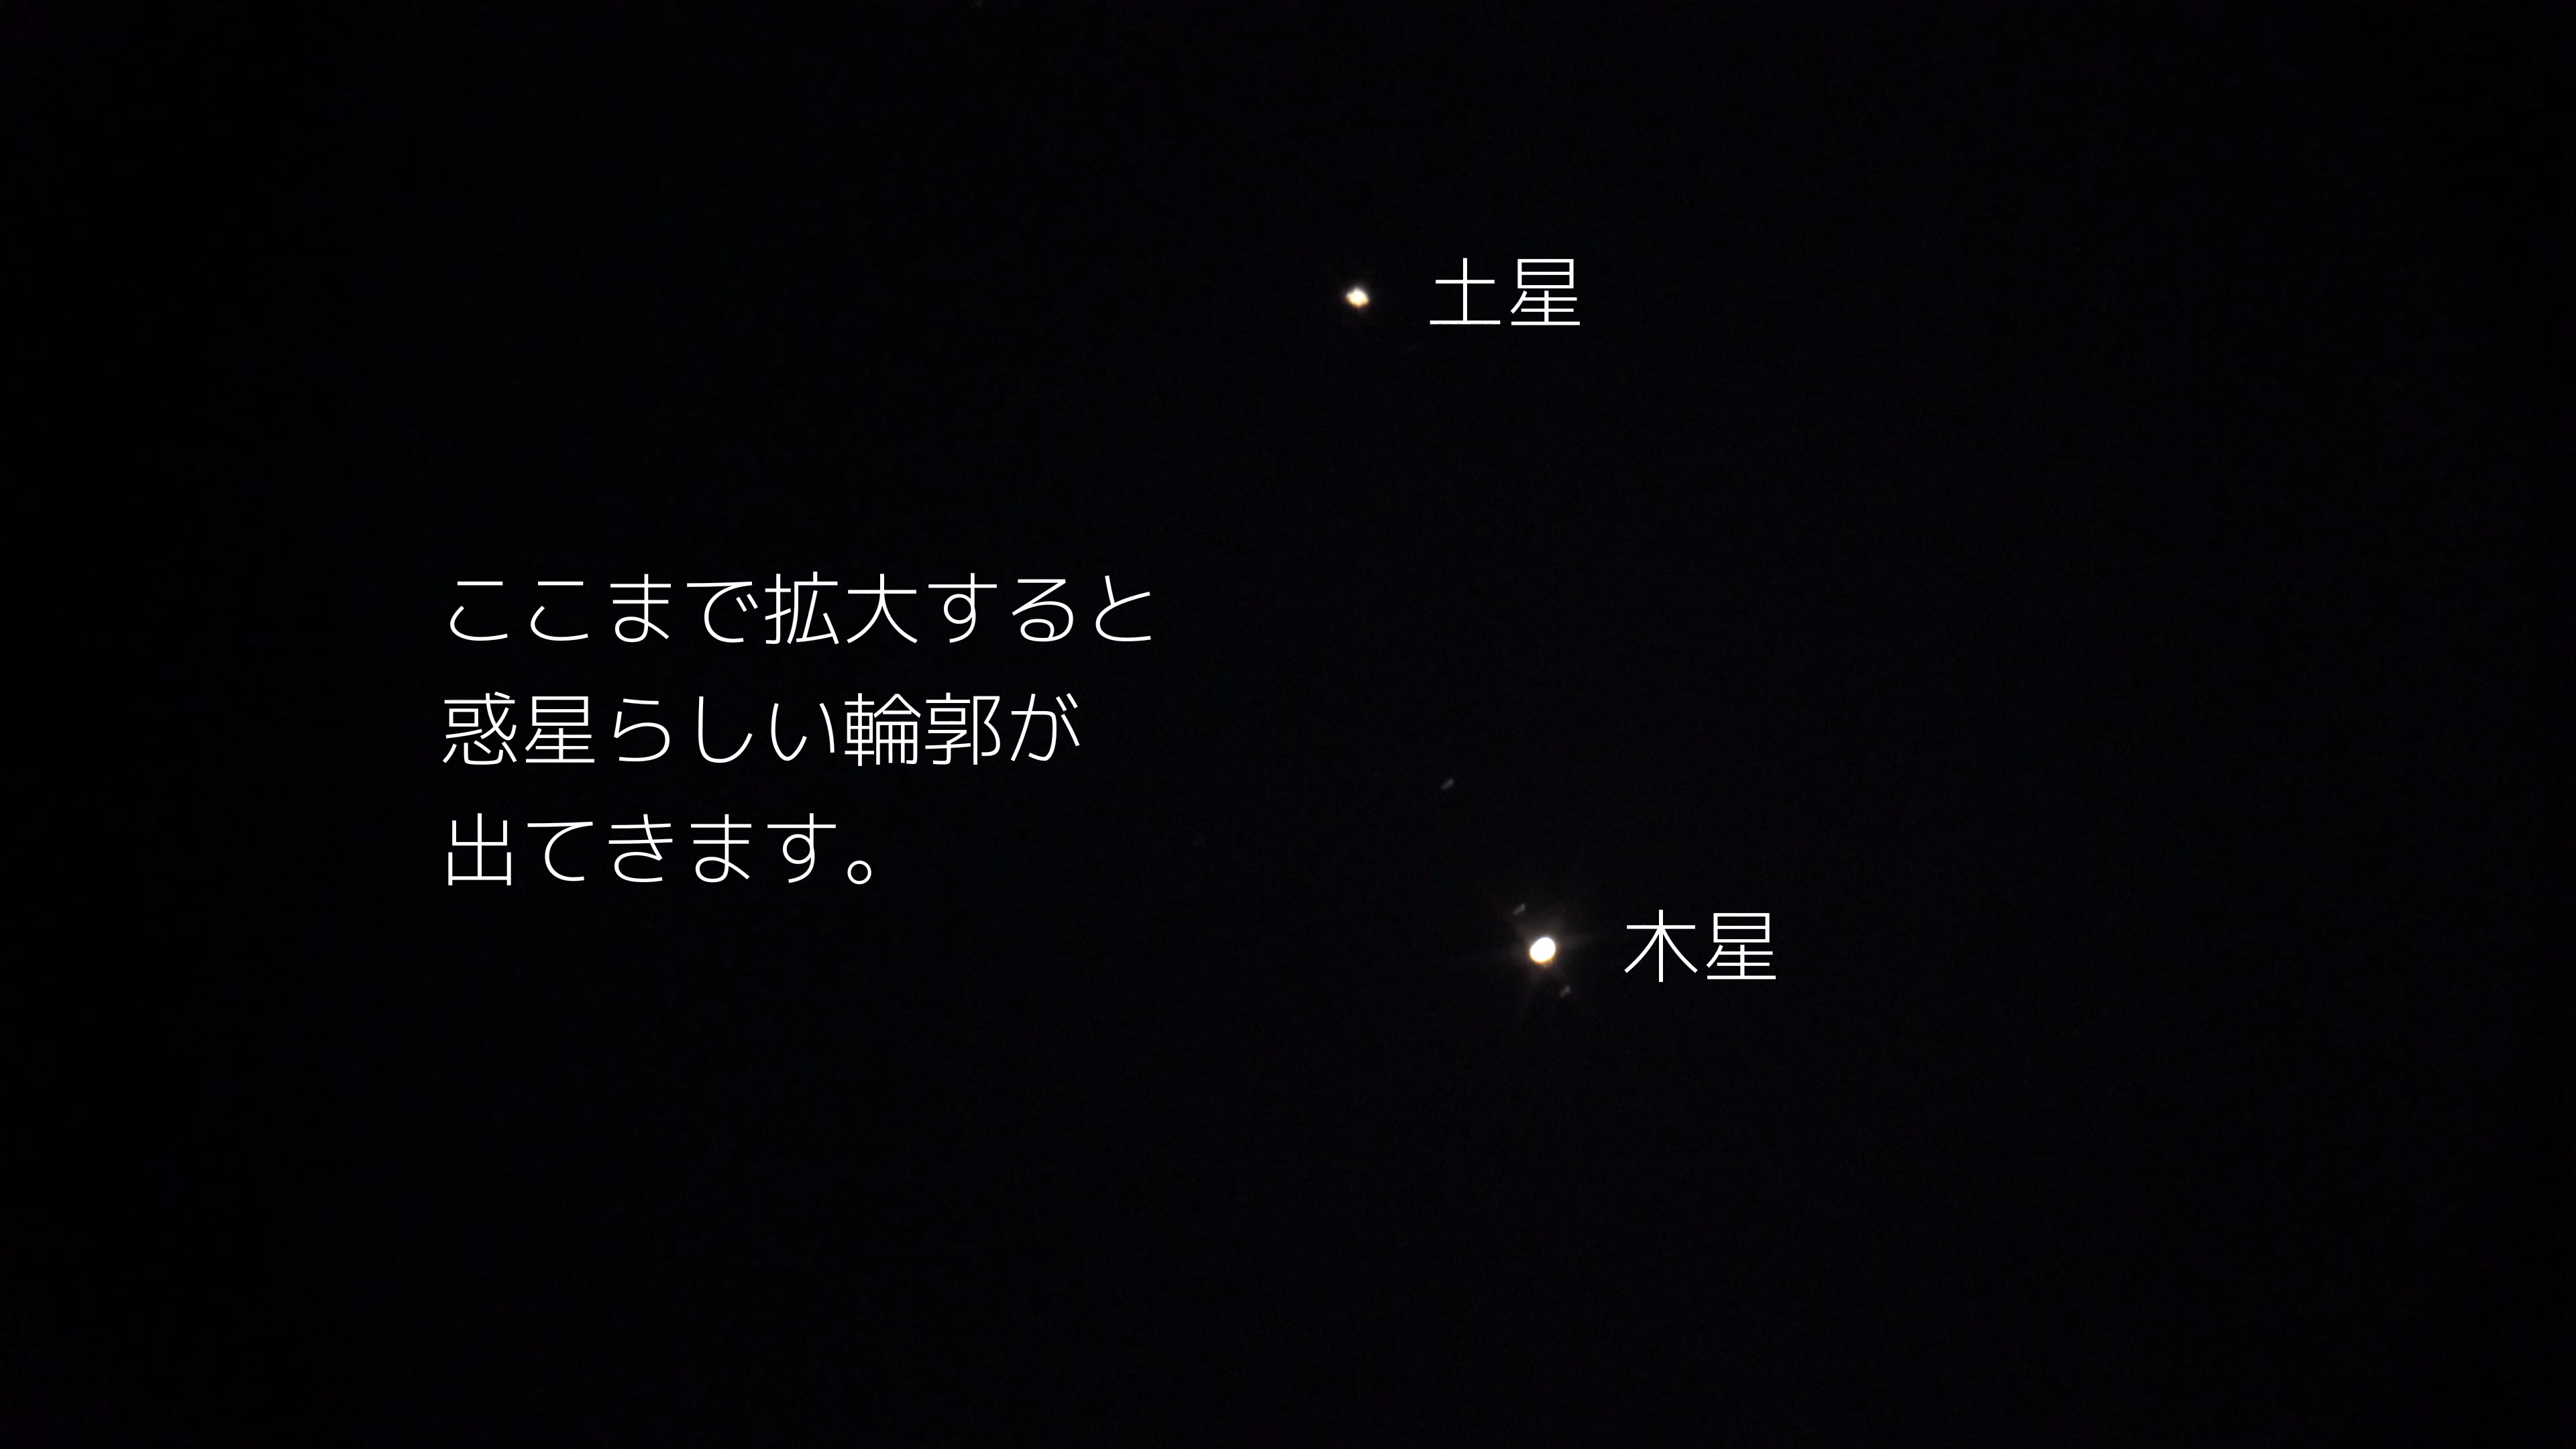 土星
ここまで拡大すると
惑星らしい輪郭が
出てきます。
木星